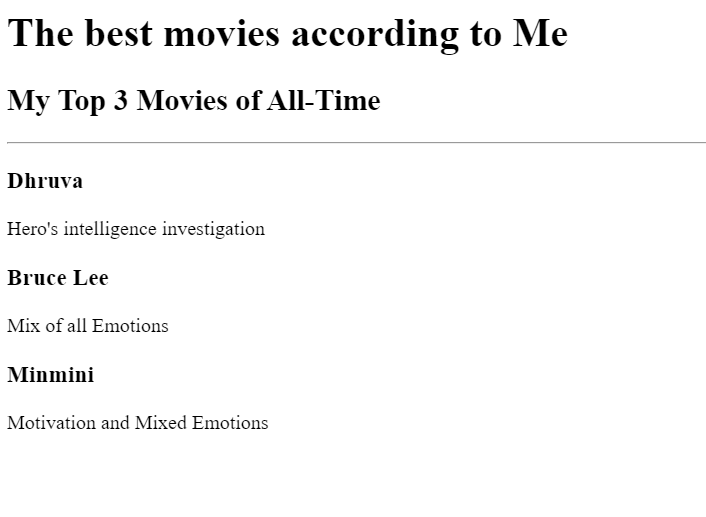 The best movies according to Me
My Top 3 Movies of All-Time
Dhruva
Hero's intelligence investigation
Bruce Lee
Mix of all Emotions
Minmini
Motivation and Mixed Emotions